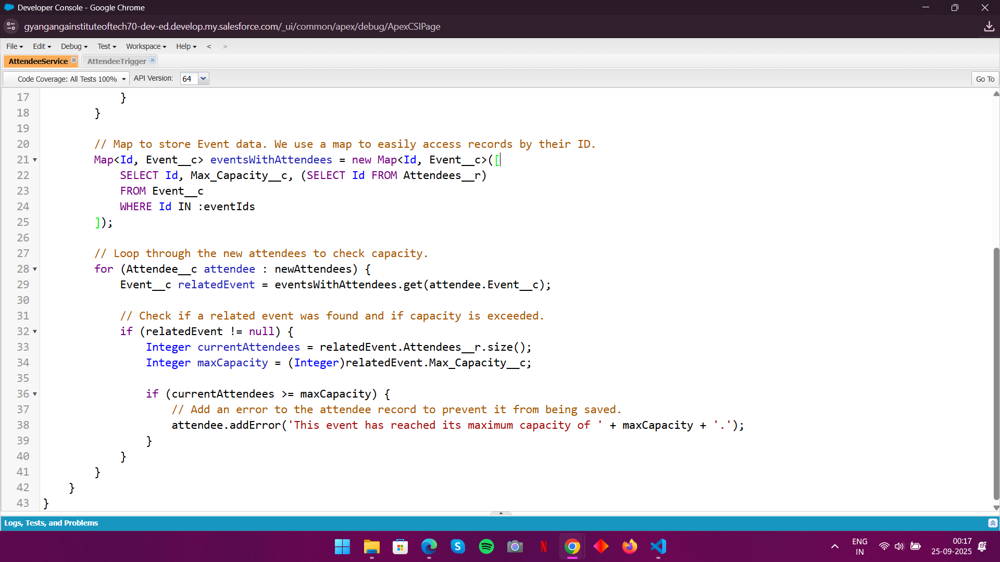 Developer Console - Google Chrome
gyangangainstituteoftech70-dev-ed.develop.my.salesforce.com/_ui/common/apex/debug/ApexCSIPage
File Edit Debug Test Workspace Help < >
AttendeeService AttendeeTrigger
Code Coverage: All Tests 100% API Version: 64 Go To
17 }
18 }
19
20 // Map to store Event data. We use a map to easily access records by their ID.
21 Map<Id, Event__c> eventsWithAttendees = new Map<Id, Event__c>([
22 SELECT Id, Max_Capacity__c, (SELECT Id FROM Attendees__r)
23 FROM Event__c
24 WHERE Id IN :eventIds
25 ]);
26
27 // Loop through the new attendees to check capacity.
28 for (Attendee__c attendee : newAttendees) {
29 Event__c relatedEvent = eventsWithAttendees.get(attendee.Event__c);
30
31 // Check if a related event was found and if capacity is exceeded.
32 if (relatedEvent != null) {
33 Integer currentAttendees = relatedEvent.Attendees__r.size();
34 Integer maxCapacity = (Integer)relatedEvent.Max_Capacity__c;
35
36 if (currentAttendees >= maxCapacity) {
37 // Add an error to the attendee record to prevent it from being saved.
38 attendee.addError('This event has reached its maximum capacity of ' + maxCapacity + '.');
39 }
40 }
41 }
42 }
43 }
Logs, Tests, and Problems
ENG
IN
00:17
25-09-2025